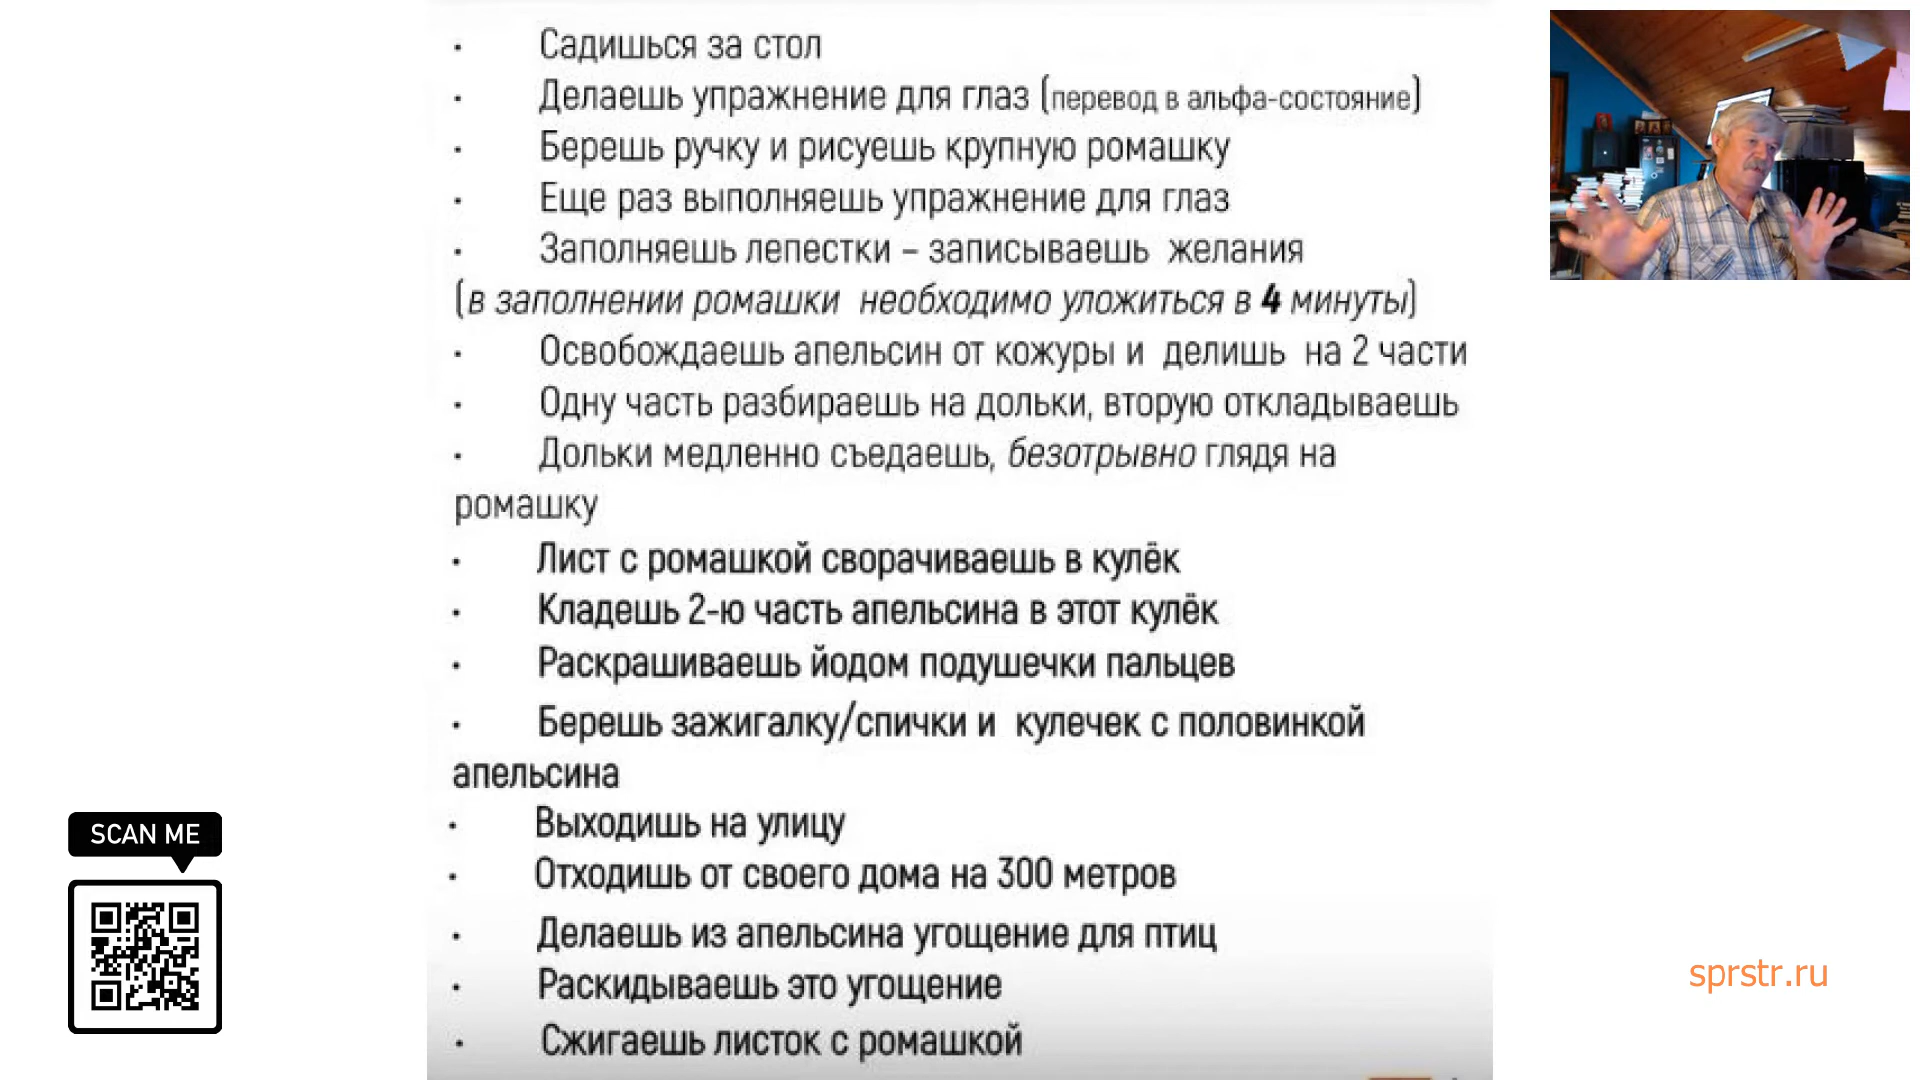 • Садишься за стол
• Делаешь упражнение для глаз (перевод в альфа-состояние)
• Берешь ручку и рисуешь крупную ромашку
• Еще раз выполняешь упражнение для глаз
• Заполняешь лепестки – записываешь желания
(в заполнении ромашки необходимо уложиться в 4 минуты)
• Освобождаешь апельсин от кожуры и делишь на 2 части
• Одну часть разбираешь на дольки, вторую откладываешь
• Дольки медленно съедаешь, безотрывно глядя на
ромашку
• Лист с ромашкой сворачиваешь в кулёк
• Кладешь 2-ю часть апельсина в этот кулёк
• Раскрашиваешь йодом подушечки пальцев
• Берешь зажигалку/спички и кулечек с половинкой
апельсина
• Выходишь на улицу
• Отходишь от своего дома на 300 метров
• Делаешь из апельсина угощение для птиц
• Раскидываешь это угощение
• Сжигаешь листок с ромашкой
SCAN ME
sprstr.ru